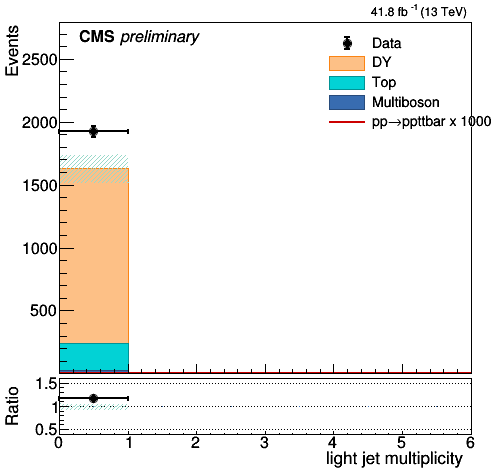 41.8 fb⁻¹ (13 TeV)
Events
CMS preliminary
Data
DY
Top
Multiboson
pp→ppttbar x 1000
2500
2000
1500
1000
500
Ratio
1.5
1
0.5
0 1 2 3 4 5 6
light jet multiplicity